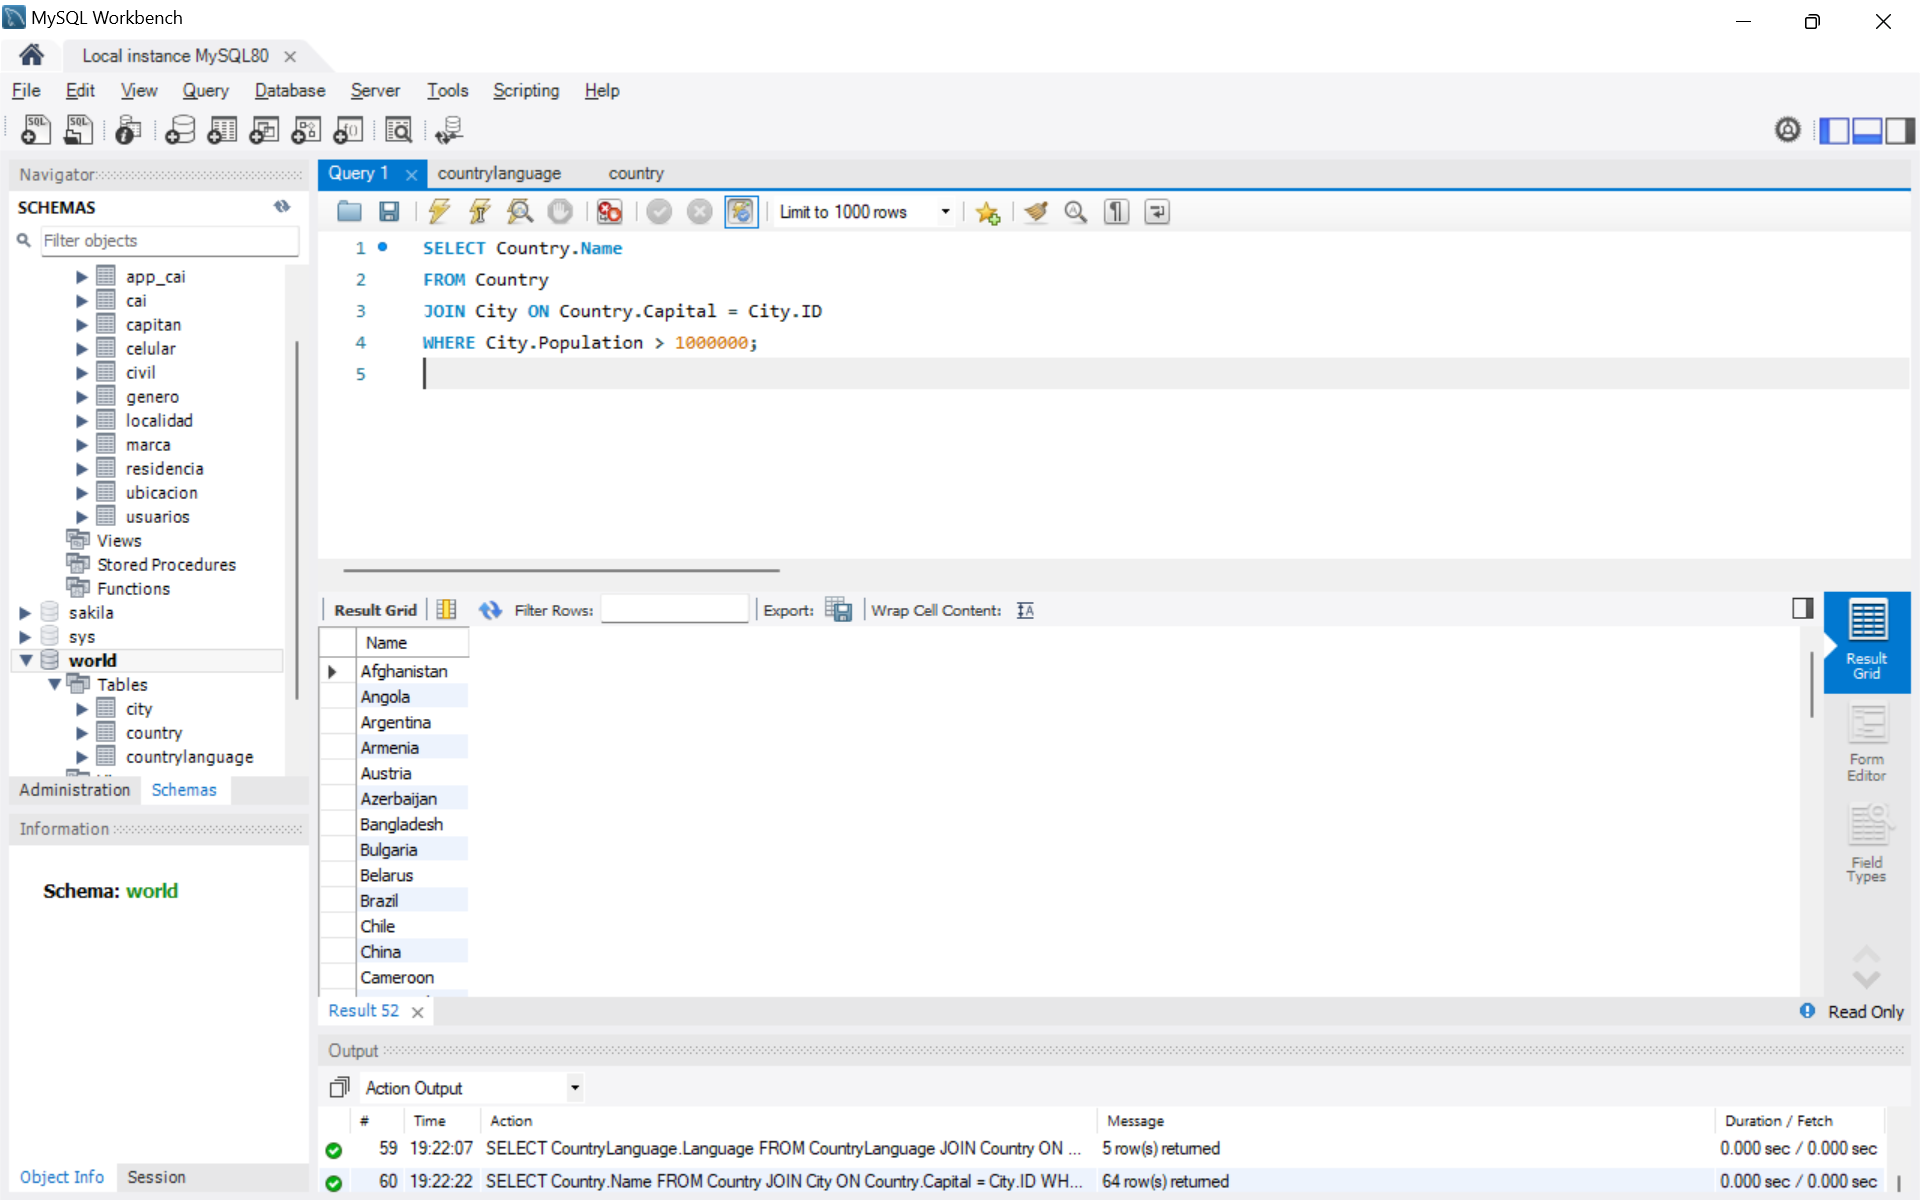 MySQL Workbench
Local instance MySQL80
File Edit View Query Database Server Tools Scripting Help
Navigator
SCHEMAS
Filter objects
app_cai
cai
capitan
celular
civil
genero
localidad
marca
residencia
ubicacion
usuarios
Views
Stored Procedures
Functions
sakila
sys
world
Tables
city
country
countrylanguage
Administration Schemas
Information
Schema: world
Object Info Session
Query 1 countrylanguage country
Limit to 1000 rows
1 SELECT Country.Name
2 FROM Country
3 JOIN City ON Country.Capital = City.ID
4 WHERE City.Population > 1000000;
5
Result Grid Filter Rows: Export: Wrap Cell Content:
Name
Afghanistan
Angola
Argentina
Armenia
Austria
Azerbaijan
Bangladesh
Bulgaria
Belarus
Brazil
Chile
China
Cameroon
Result
Grid
Form
Editor
Field
Types
Result 52 Read Only
Output
Action Output
# Time Action Message Duration / Fetch
59 19:22:07 SELECT CountryLanguage.Language FROM CountryLanguage JOIN Country ON ... 5 row(s) returned 0.000 sec / 0.000 sec
60 19:22:22 SELECT Country.Name FROM Country JOIN City ON Country.Capital = City.ID WH... 64 row(s) returned 0.000 sec / 0.000 sec